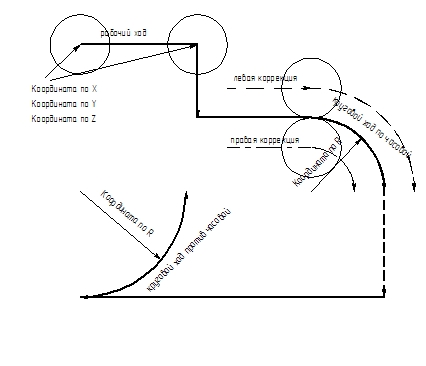 рабочий ход
Координата по X
Координата по Y
Координата по Z
левая коррекция
круговой ход по часовой
правая коррекция
Координата по R
Координата по R
круговой ход против часовой